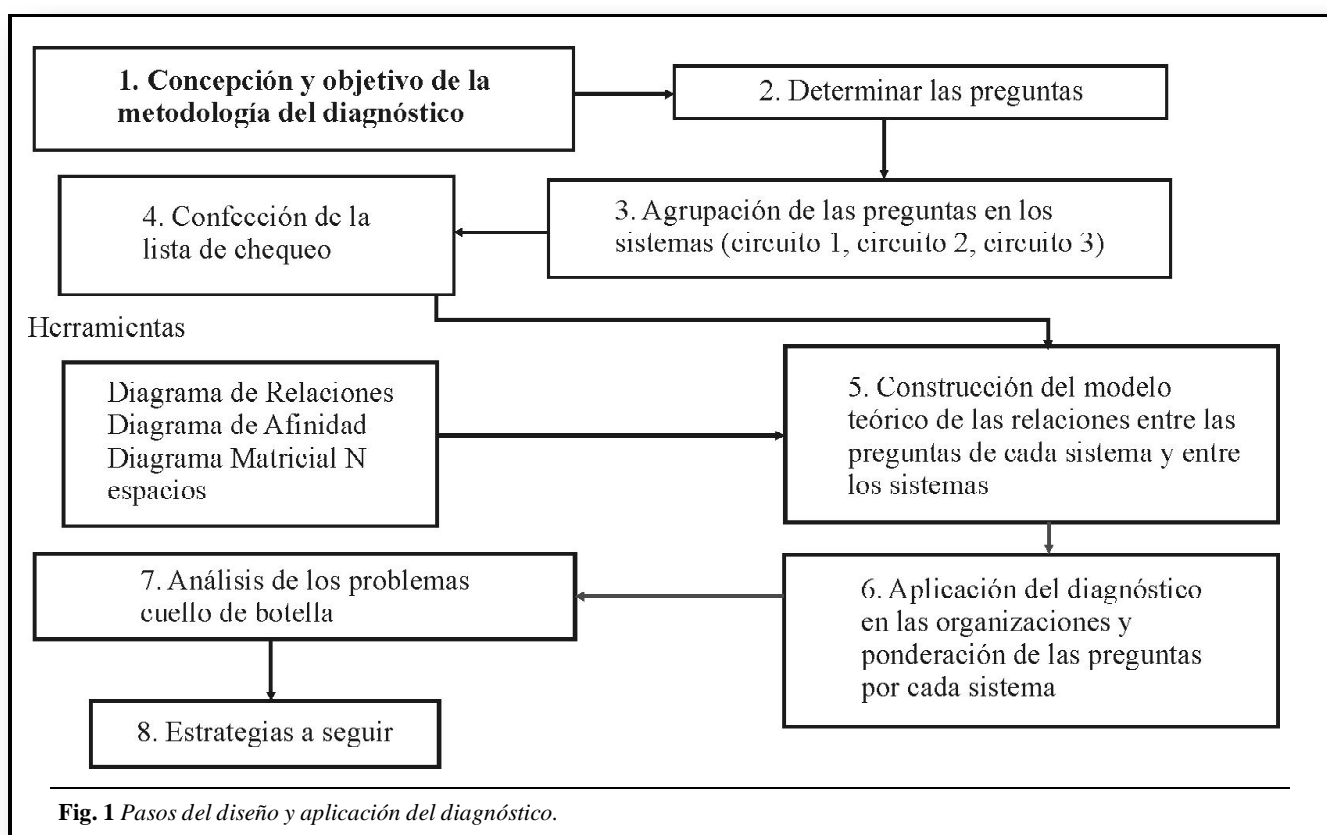 1. Concepción y objetivo de la
metodología del diagnóstico
2. Determinar las preguntas
3. Agrupación de las preguntas en los
sistemas (circuito 1, circuito 2, circuito 3)
4. Confección de la
lista de chequeo
Herramientas
Diagrama de Relaciones
Diagrama de Afinidad
Diagrama Matricial N
espacios
5. Construcción del modelo
teórico de las relaciones entre las
preguntas de cada sistema y entre
los sistemas
6. Aplicación del diagnóstico
en las organizaciones y
ponderación de las preguntas
por cada sistema
7. Análisis de los problemas
cuello de botella
8. Estrategias a seguir
Fig. 1 Pasos del diseño y aplicación del diagnóstico.